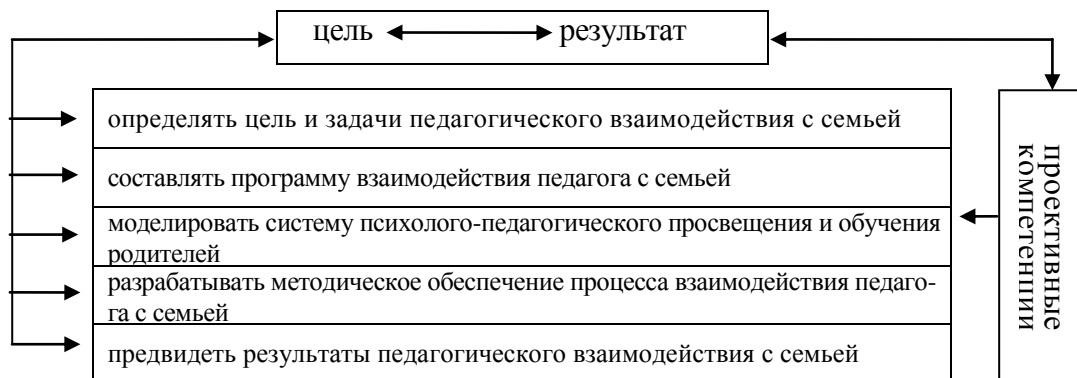 цель результат
определять цель и задачи педагогического взаимодействия с семьей
составлять программу взаимодействия педагога с семьей
моделировать систему психолого-педагогического просвещения и обучения
родителей
разрабатывать методическое обеспечение процесса взаимодействия педаго-
га с семьей
предвидеть результаты педагогического взаимодействия с семьей
проективные
компетенции